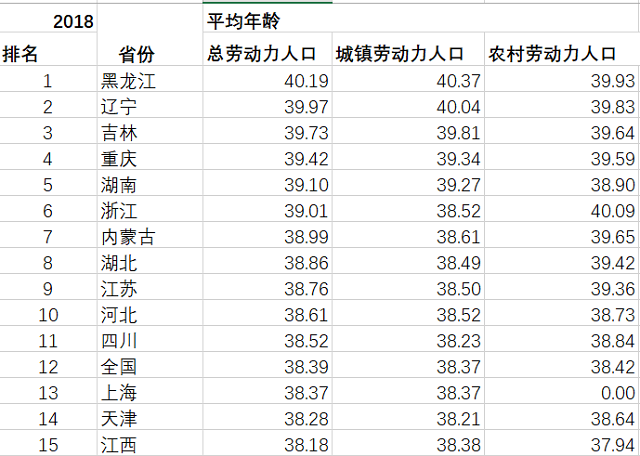 2018 平均年龄
排名 省份 总劳动力人口 城镇劳动力人口 农村劳动力人口
1 黑龙江 40.19 40.37 39.93
2 辽宁 39.97 40.04 39.83
3 吉林 39.73 39.81 39.64
4 重庆 39.42 39.34 39.59
5 湖南 39.10 39.27 38.90
6 浙江 39.01 38.52 40.09
7 内蒙古 38.99 38.61 39.65
8 湖北 38.86 38.49 39.42
9 江苏 38.76 38.50 39.36
10 河北 38.61 38.52 38.73
11 四川 38.52 38.23 38.84
12 全国 38.39 38.37 38.42
13 上海 38.37 38.37 0.00
14 天津 38.28 38.21 38.64
15 江西 38.18 38.38 37.94